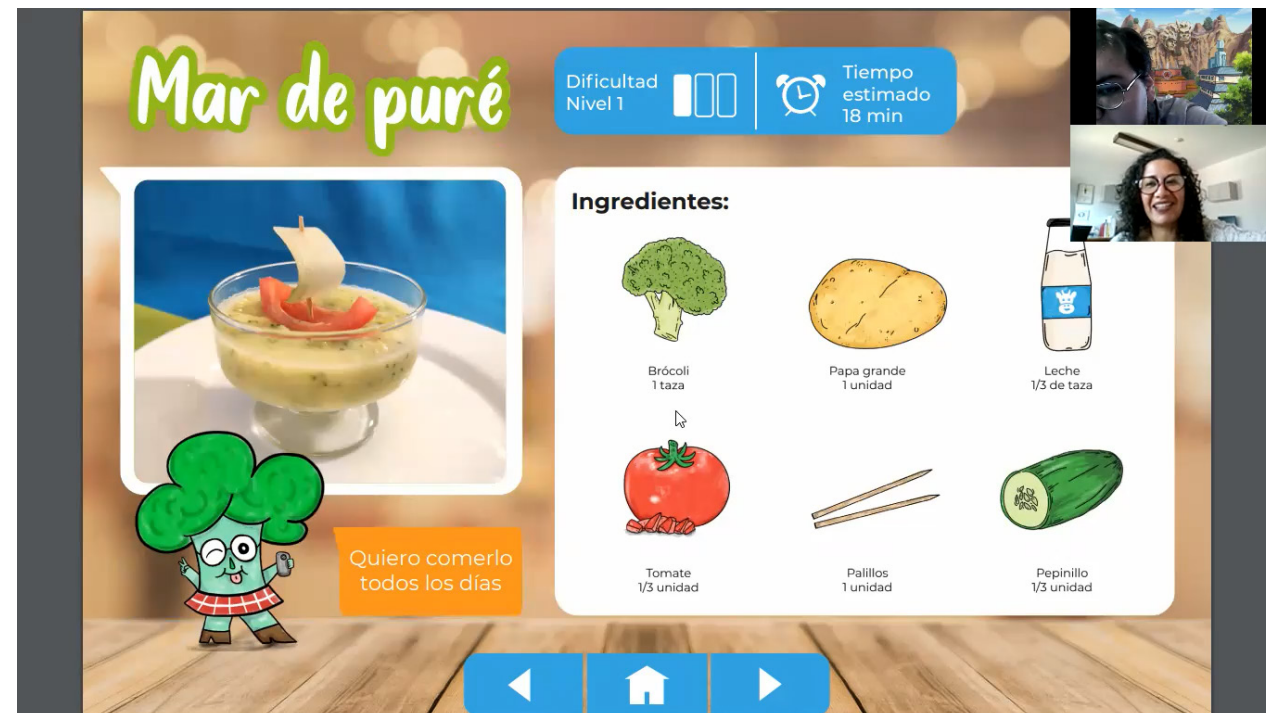 Mar de puré
Dificultad
Nivel 1
Tiempo
estimado
18 min
Ingredientes:
Brócoli
1 taza
Papa grande
1 unidad
Leche
1/3 de taza
Tomate
1/3 unidad
Palillos
1 unidad
Pepinillo
1/3 unidad
Quiero comerlo
todos los días